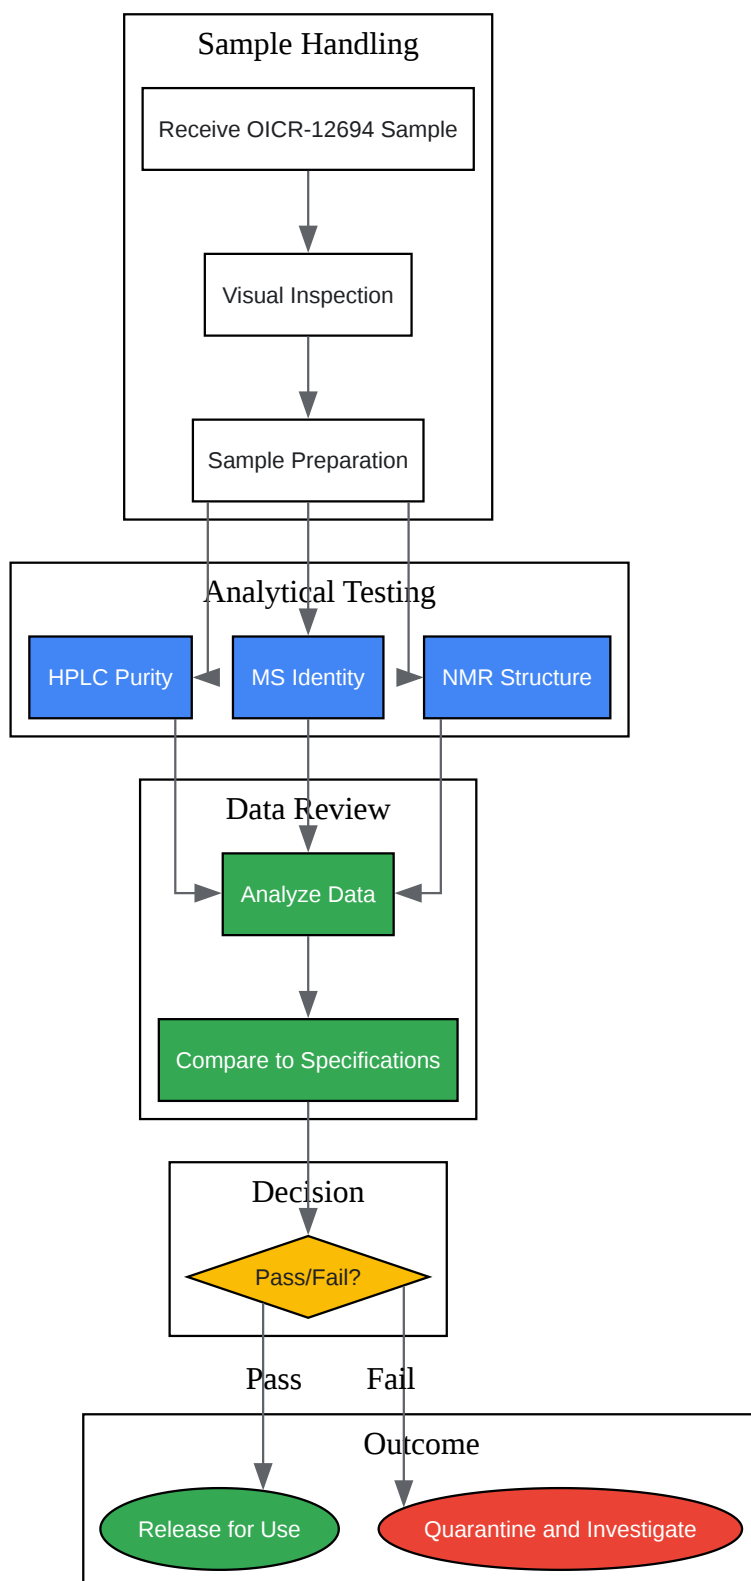 Sample Handling
Receive OICR-12694 Sample
Visual Inspection
Sample Preparation
Analytical Testing
HPLC Purity
MS Identity
NMR Structure
Data Review
Analyze Data
Compare to Specifications
Decision
Pass/Fail?
Pass
Fail
Outcome
Release for Use
Quarantine and Investigate